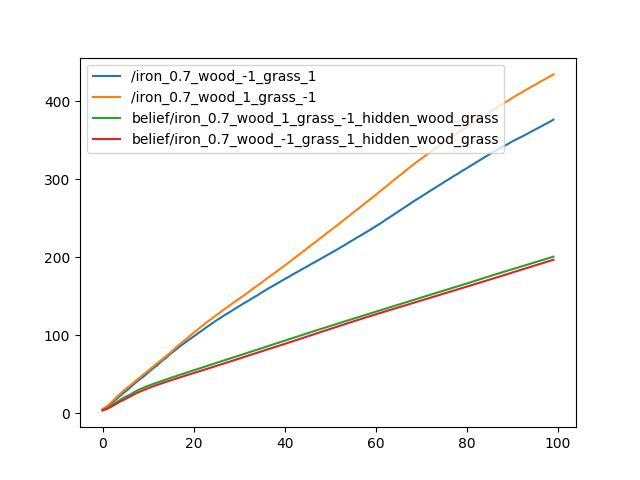 /iron_0.7_wood_-1_grass_1
/iron_0.7_wood_1_grass_-1
belief/iron_0.7_wood_1_grass_-1_hidden_wood_grass
belief/iron_0.7_wood_-1_grass_1_hidden_wood_grass
400
300
200
100
0
0 20 40 60 80 100